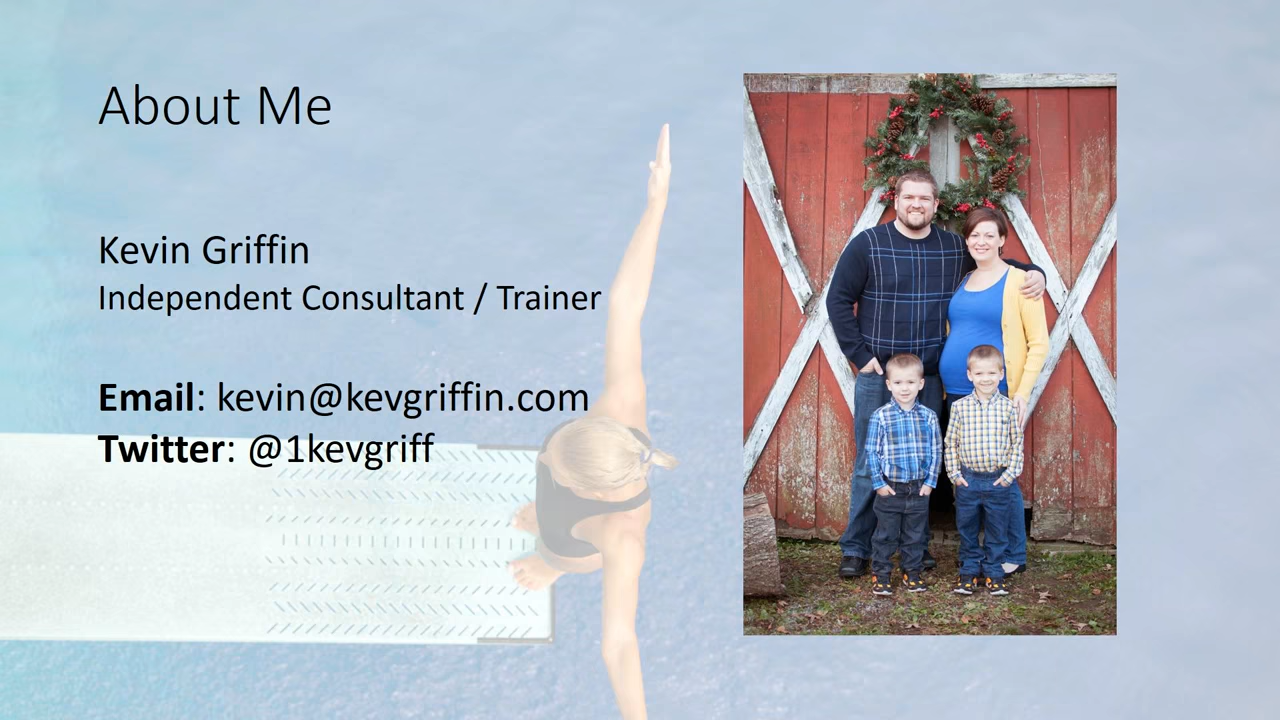 About Me
Kevin Griffin
Independent Consultant / Trainer
Email: kevin@kevgriffin.com
Twitter: @1kevgriff